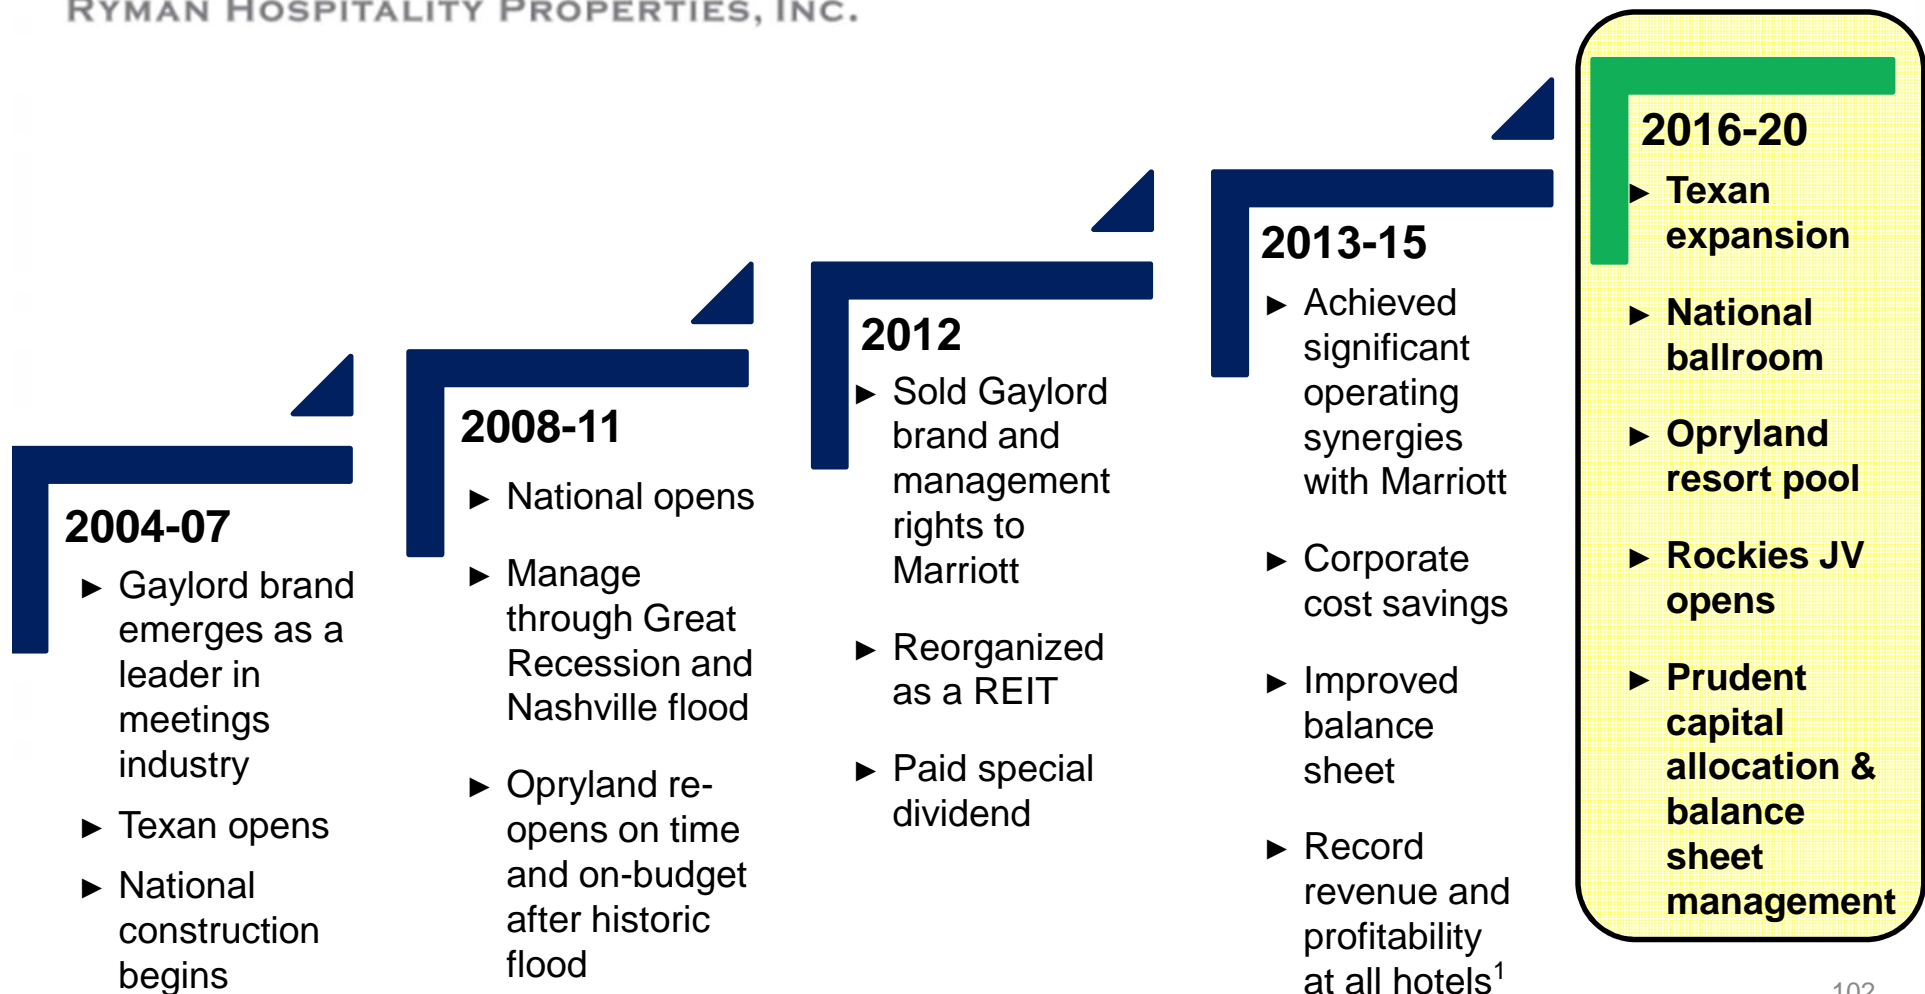 RYMAN HOSPITALITY PROPERTIES, INC.
2004-07
► Gaylord brand
emerges as a
leader in
meetings
industry
► Texan opens
► National
construction
begins
2008-11
► National opens
► Manage
through Great
Recession and
Nashville flood
► Opryland re-
opens on time
and on-budget
after historic
flood
2012
► Sold Gaylord
brand and
management
rights to
Marriott
► Reorganized
as a REIT
► Paid special
dividend
2013-15
► Achieved
significant
operating
synergies
with Marriott
► Corporate
cost savings
► Improved
balance
sheet
► Record
revenue and
profitability
at all hotels¹
2016-20
► Texan
expansion
► National
ballroom
► Opryland
resort pool
► Rockies JV
opens
► Prudent
capital
allocation &
balance
sheet
management
102